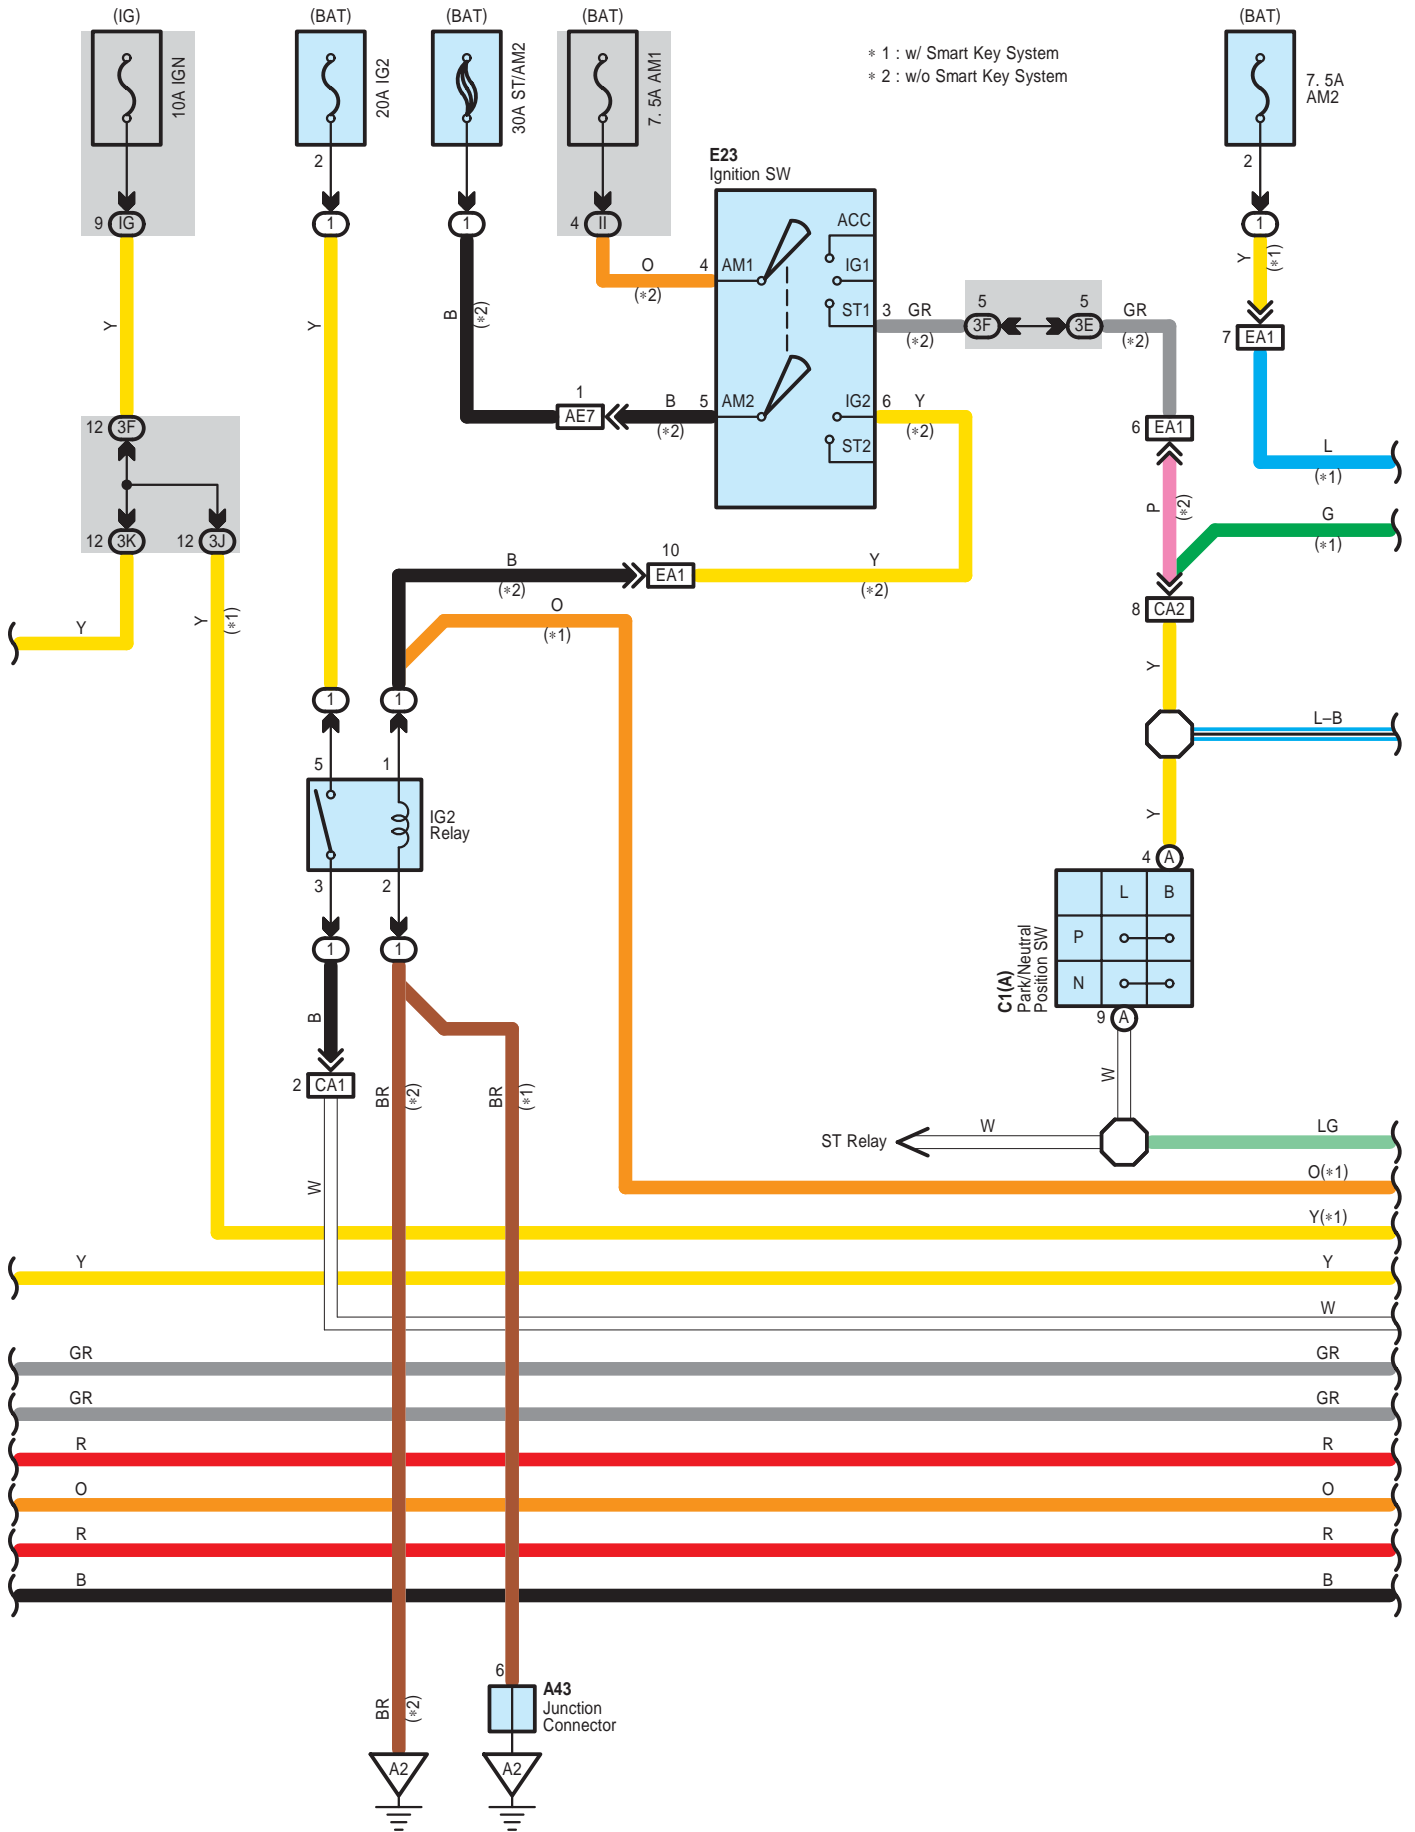 (IG)
(BAT)
(BAT)
(BAT)
(BAT)
10A IGN
20A IG2
30A ST/AM2
7. 5A AM1
7. 5A
AM2
∗ 1 : w/ Smart Key System
∗ 2 : w/o Smart Key System
2
2
9 IG
1
1
4 II
1
E23
Ignition SW
ACC
4 AM1
IG1
ST1 3
5 AM2
IG2 6
ST2
O
(∗2)
Y
Y
B
(∗2)
GR
(∗2)
5
3F
5
3E
GR
(∗2)
Y
(∗1)
7 EA1
1
AE7
B
(∗2)
Y
(∗2)
6 EA1
L
(∗1)
12 3F
12 3K
12 3J
P
(∗2)
G
(∗1)
B
(∗2)
10
EA1
Y
(∗2)
8 CA2
O
(∗1)
Y
Y
(∗1)
Y
1
1
L–B
5
1
IG2
Relay
3
2
Y
4 A
L B
P
N
C1(A)
Park/Neutral
Position SW
9 A
1
1
B
2 CA1
BR
(∗2)
BR
(∗1)
W
W
ST Relay
W
LG
O(∗1)
Y(∗1)
Y
Y
W
GR
GR
GR
GR
R
R
O
O
R
R
B
B
BR
(∗2)
6
A43
Junction
Connector
A2
A2